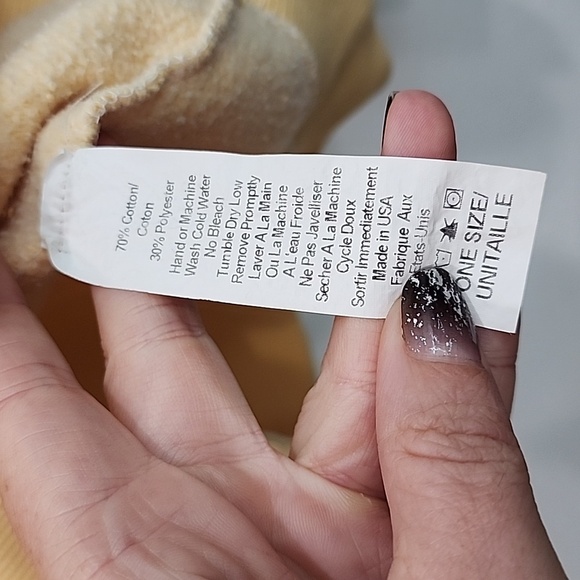 70% Cotton/
Coton
30% Polyester
Hand or Machine
Wash Cold Water
No Bleach
Tumble Dry Low
Remove Promptly
Laver A La Main
Ou La Machine
A L'eau Froide
Ne Pas Javelliser
Secher A La Machine
Cycle Doux
Sortir Immediatement
Made in USA
Fabrique Aux
Etats-Unis
ONE SIZE/
UNITAILLE